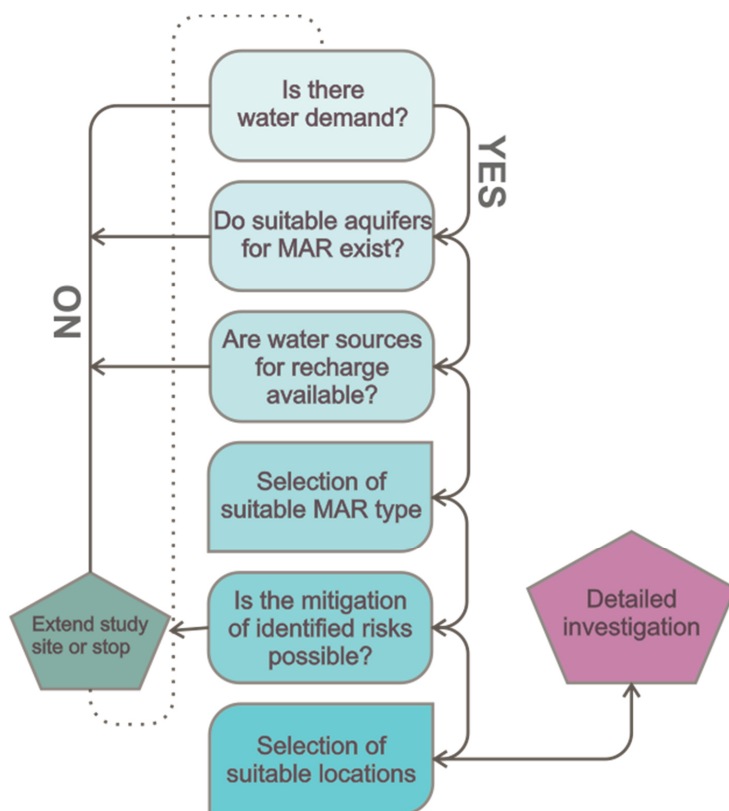 Is there
water demand?
YES
Do suitable aquifers
for MAR exist?
NO
Are water sources
for recharge
available?
Selection of
suitable MAR type
Is the mitigation
of identified risks
possible?
Extend study
site or stop
Detailed
investigation
Selection of
suitable locations